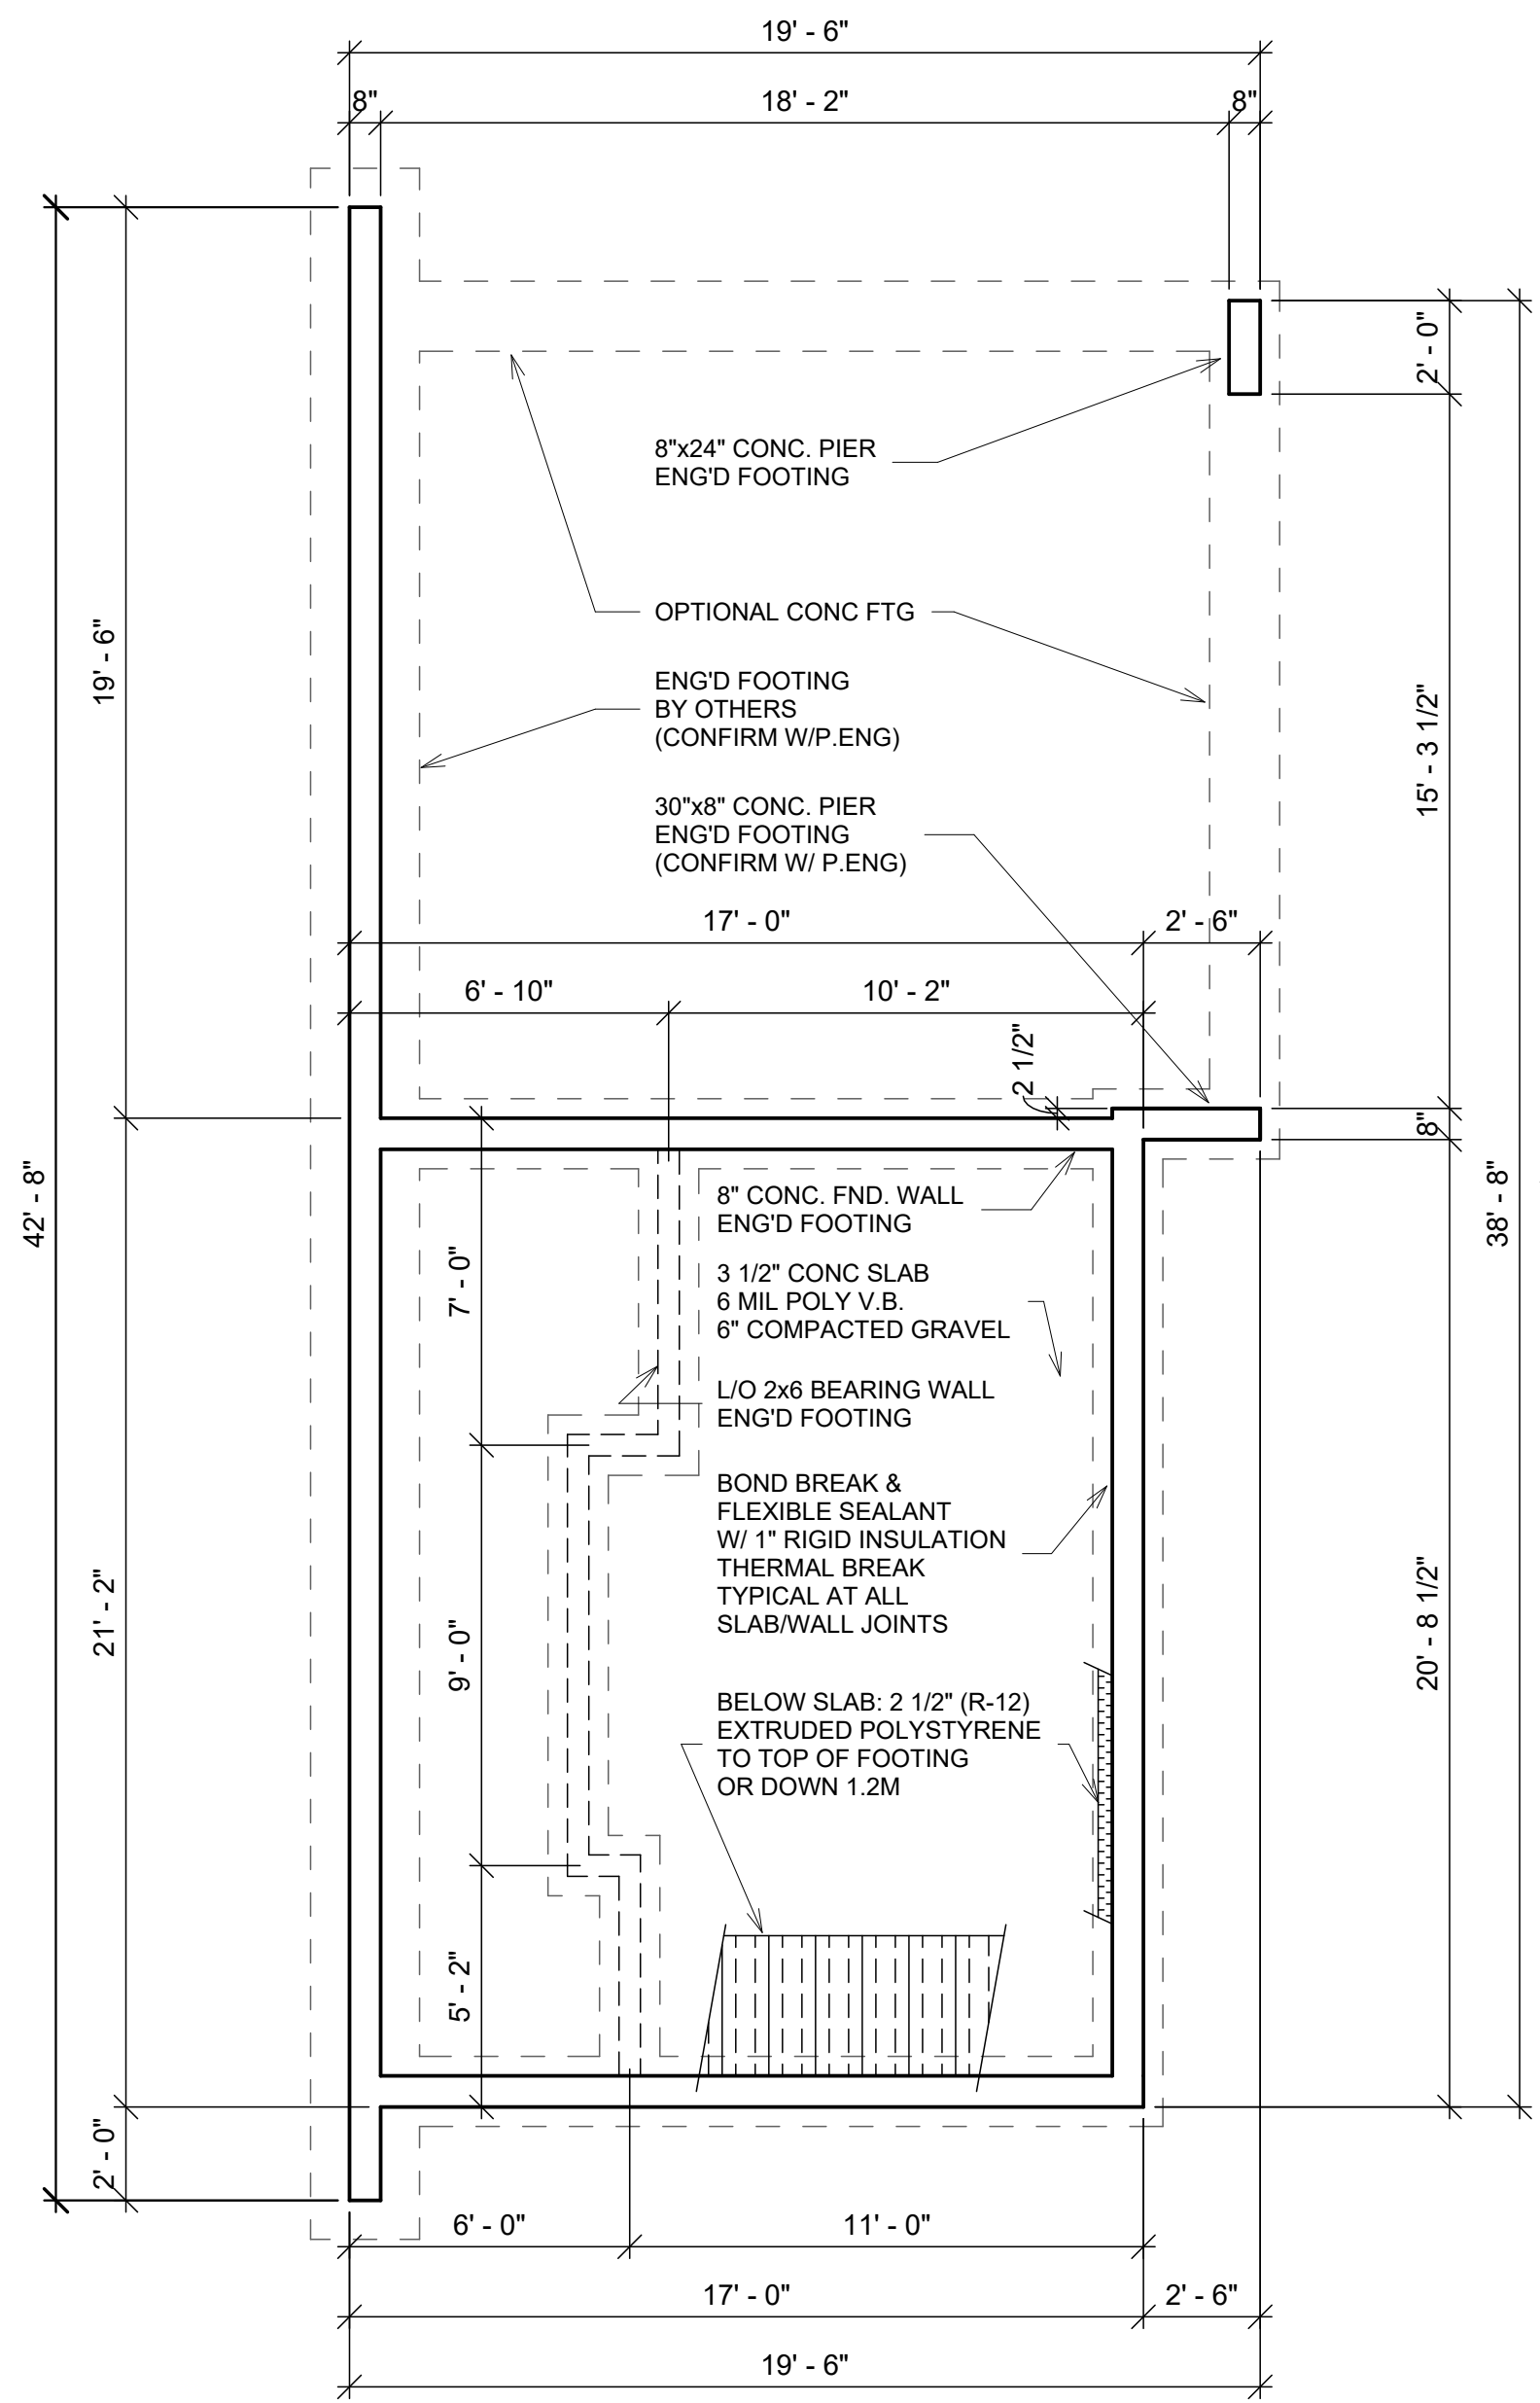 19' - 6"
8"
18' - 2"
8"
2' - 0"
8"x24" CONC. PIER
ENG'D FOOTING
OPTIONAL CONC FTG
19' - 6"
ENG'D FOOTING
BY OTHERS
(CONFIRM W/P.ENG)
15' - 3 1/2"
30"x8" CONC. PIER
ENG'D FOOTING
(CONFIRM W/ P.ENG)
17' - 0"
2' - 6"
6' - 10"
10' - 2"
2 1/2"
8"
42' - 8"
38' - 8"
8" CONC. FND. WALL
ENG'D FOOTING
7' - 0"
3 1/2" CONC SLAB
6 MIL POLY V.B.
6" COMPACTED GRAVEL
L/O 2x6 BEARING WALL
ENG'D FOOTING
BOND BREAK &
FLEXIBLE SEALANT
W/ 1" RIGID INSULATION
THERMAL BREAK
TYPICAL AT ALL
SLAB/WALL JOINTS
21' - 2"
9' - 0"
20' - 8 1/2"
BELOW SLAB: 2 1/2" (R-12)
EXTRUDED POLYSTYRENE
TO TOP OF FOOTING
OR DOWN 1.2M
5' - 2"
2' - 0"
6' - 0"
11' - 0"
17' - 0"
2' - 6"
19' - 6"